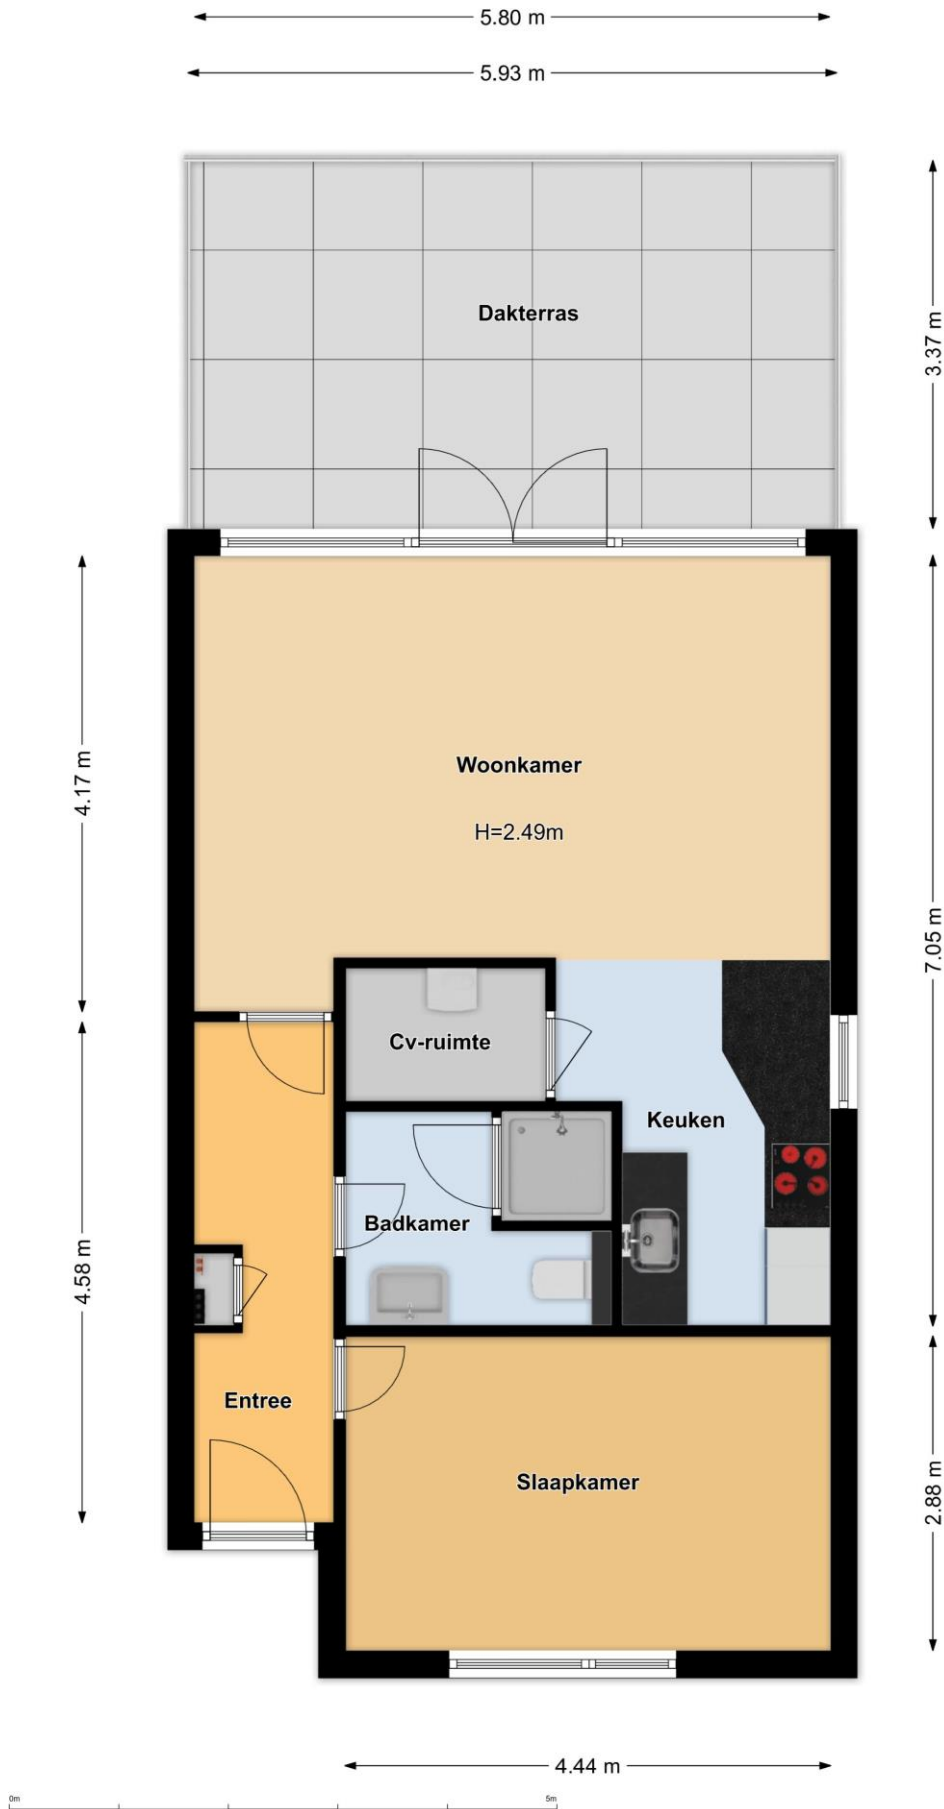 5.80 m
5.93 m
Dakterras
3.37 m
Woonkamer
H=2.49m
4.17 m
7.05 m
Cv-ruimte
Keuken
Badkamer
4.58 m
Entree
Slaapkamer
2.88 m
4.44 m
0m 5m